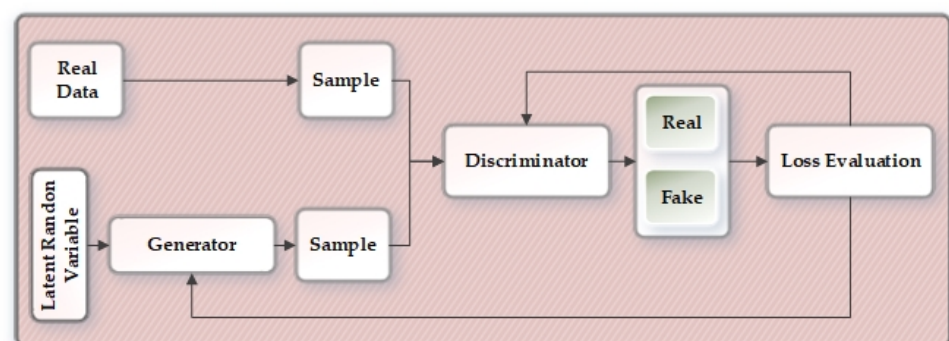 Real
Data
Sample
Latent Randon
Variable
Generator
Sample
Discriminator
Real
Fake
Loss Evaluation